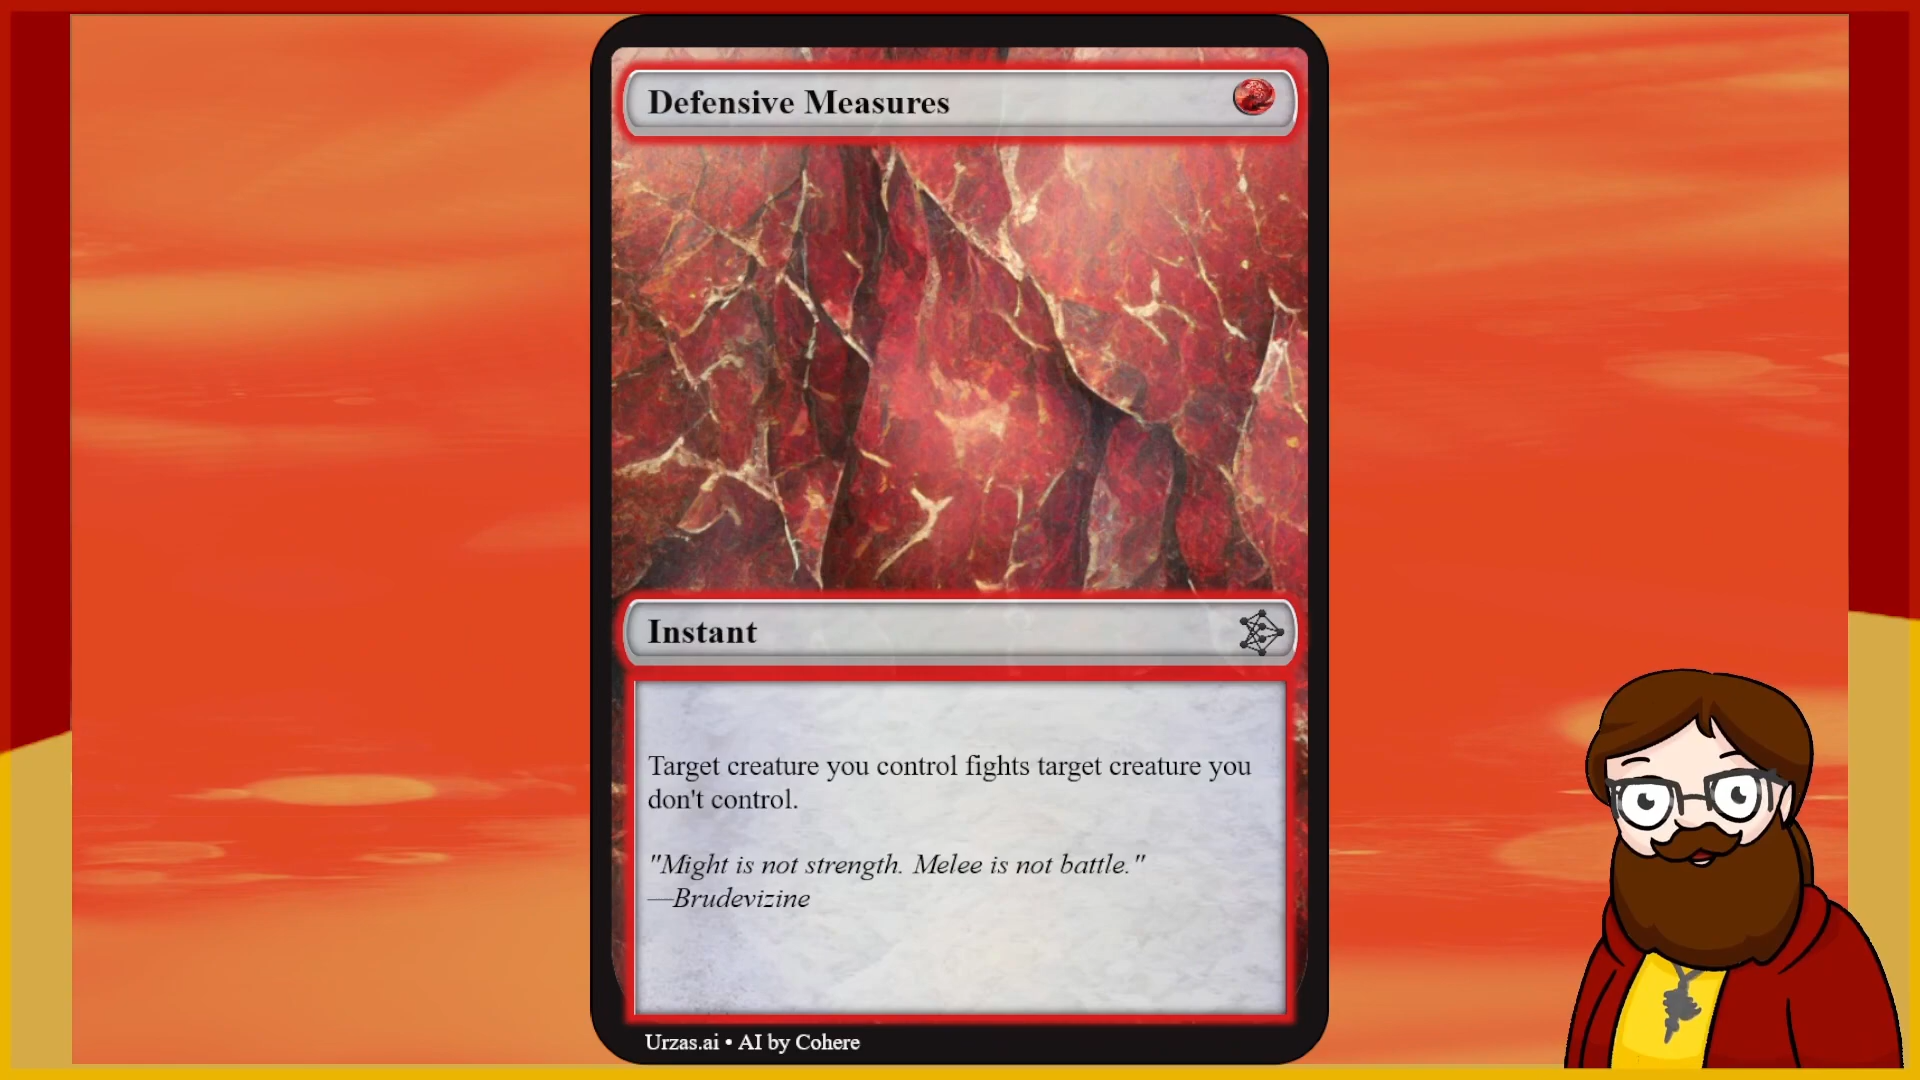 Defensive Measures
Instant
Target creature you control fights target creature you
don't control.
"Might is not strength. Melee is not battle."
—Brudevizine
Urzas.ai • AI by Cohere